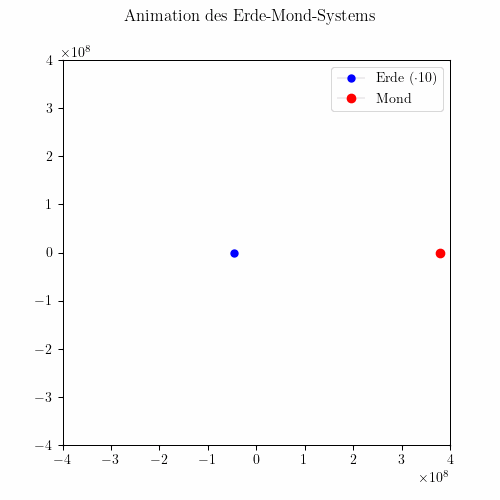 Animation des Erde-Mond-Systems
×10⁸
Erde (·10)
Mond
4
3
2
1
0
−1
−2
−3
−4
−4 −3 −2 −1 0 1 2 3 4
×10⁸